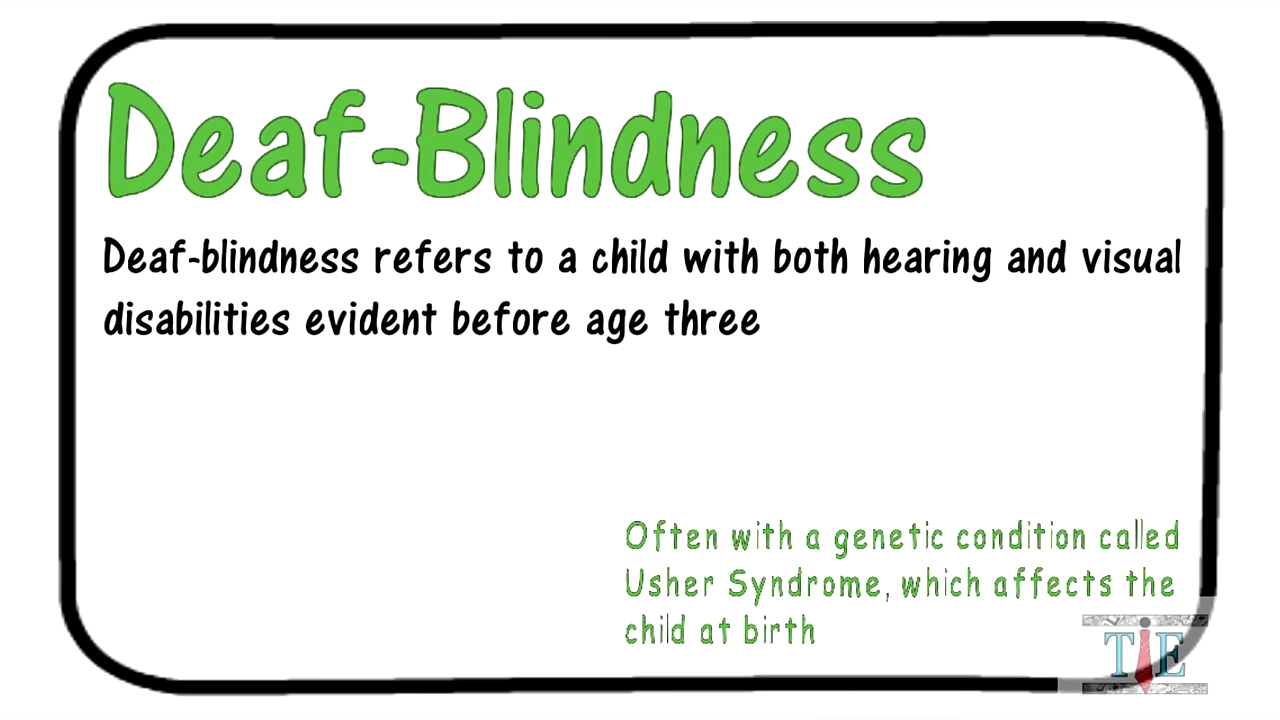 Deaf-Blindness
Deaf-blindness refers to a child with both hearing and visual
disabilities evident before age three
Often with a genetic condition called
Usher Syndrome, which affects the
child at birth
TIE